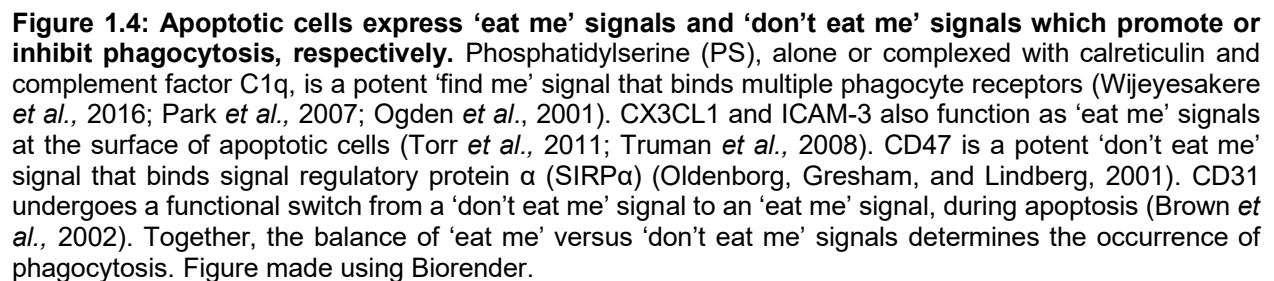 Figure 1.4: Apoptotic cells express ‘eat me’ signals and ‘don’t eat me’ signals which promote or
inhibit phagocytosis, respectively. Phosphatidylserine (PS), alone or complexed with calreticulin and
complement factor C1q, is a potent ‘find me’ signal that binds multiple phagocyte receptors (Wijeyesakere
et al., 2016; Park et al., 2007; Ogden et al., 2001). CX3CL1 and ICAM-3 also function as ‘eat me’ signals
at the surface of apoptotic cells (Torr et al., 2011; Truman et al., 2008). CD47 is a potent ‘don’t eat me’
signal that binds signal regulatory protein α (SIRPα) (Oldenborg, Gresham, and Lindberg, 2001). CD31
undergoes a functional switch from a ‘don’t eat me’ signal to an ‘eat me’ signal, during apoptosis (Brown et
al., 2002). Together, the balance of ‘eat me’ versus ‘don’t eat me’ signals determines the occurrence of
phagocytosis. Figure made using Biorender.